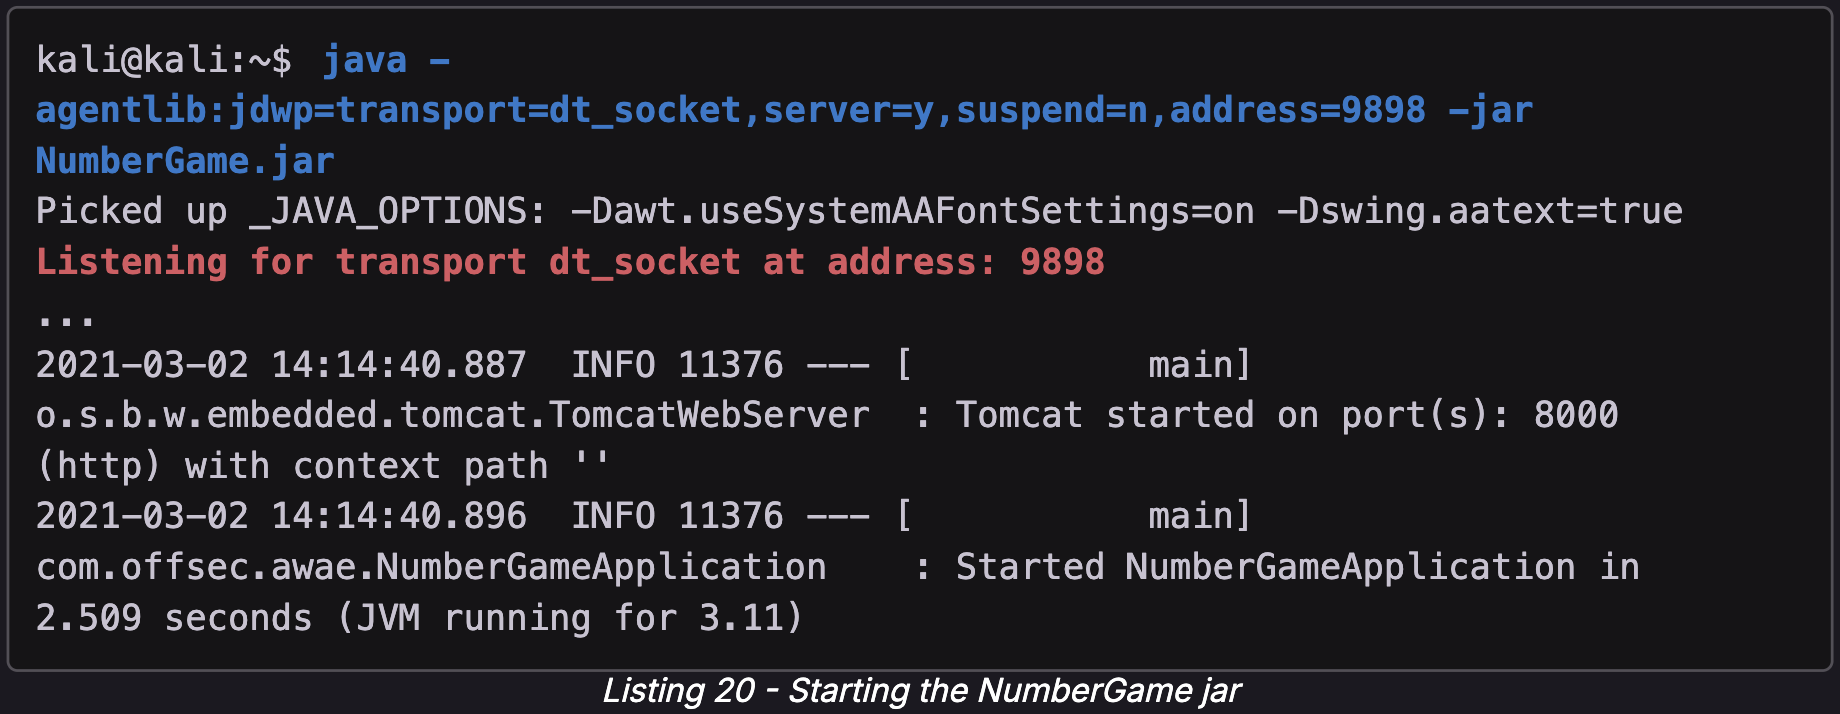 kali@kali:~$ java -
agentlib:jdwp=transport=dt_socket,server=y,suspend=n,address=9898 -jar
NumberGame.jar
Picked up _JAVA_OPTIONS: -Dawt.useSystemAAFontSettings=on -Dswing.aatext=true
Listening for transport dt_socket at address: 9898
...
2021-03-02 14:14:40.887  INFO 11376 --- [           main]
o.s.b.w.embedded.tomcat.TomcatWebServer  : Tomcat started on port(s): 8000
(http) with context path ''
2021-03-02 14:14:40.896  INFO 11376 --- [           main]
com.offsec.awae.NumberGameApplication    : Started NumberGameApplication in
2.509 seconds (JVM running for 3.11)
Listing 20 - Starting the NumberGame jar